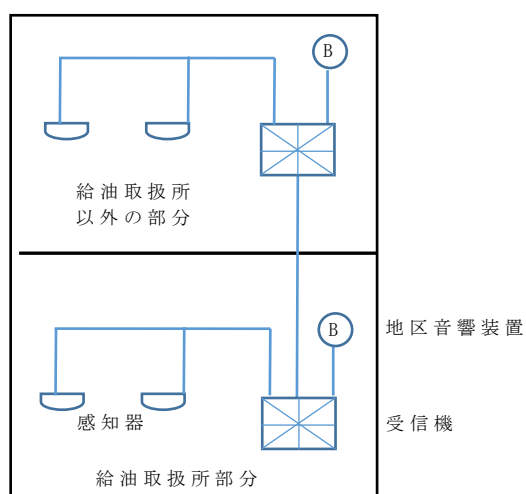 B
給油取扱所
以外の部分
B
地区音響装置
感知器
受信機
給油取扱所部分